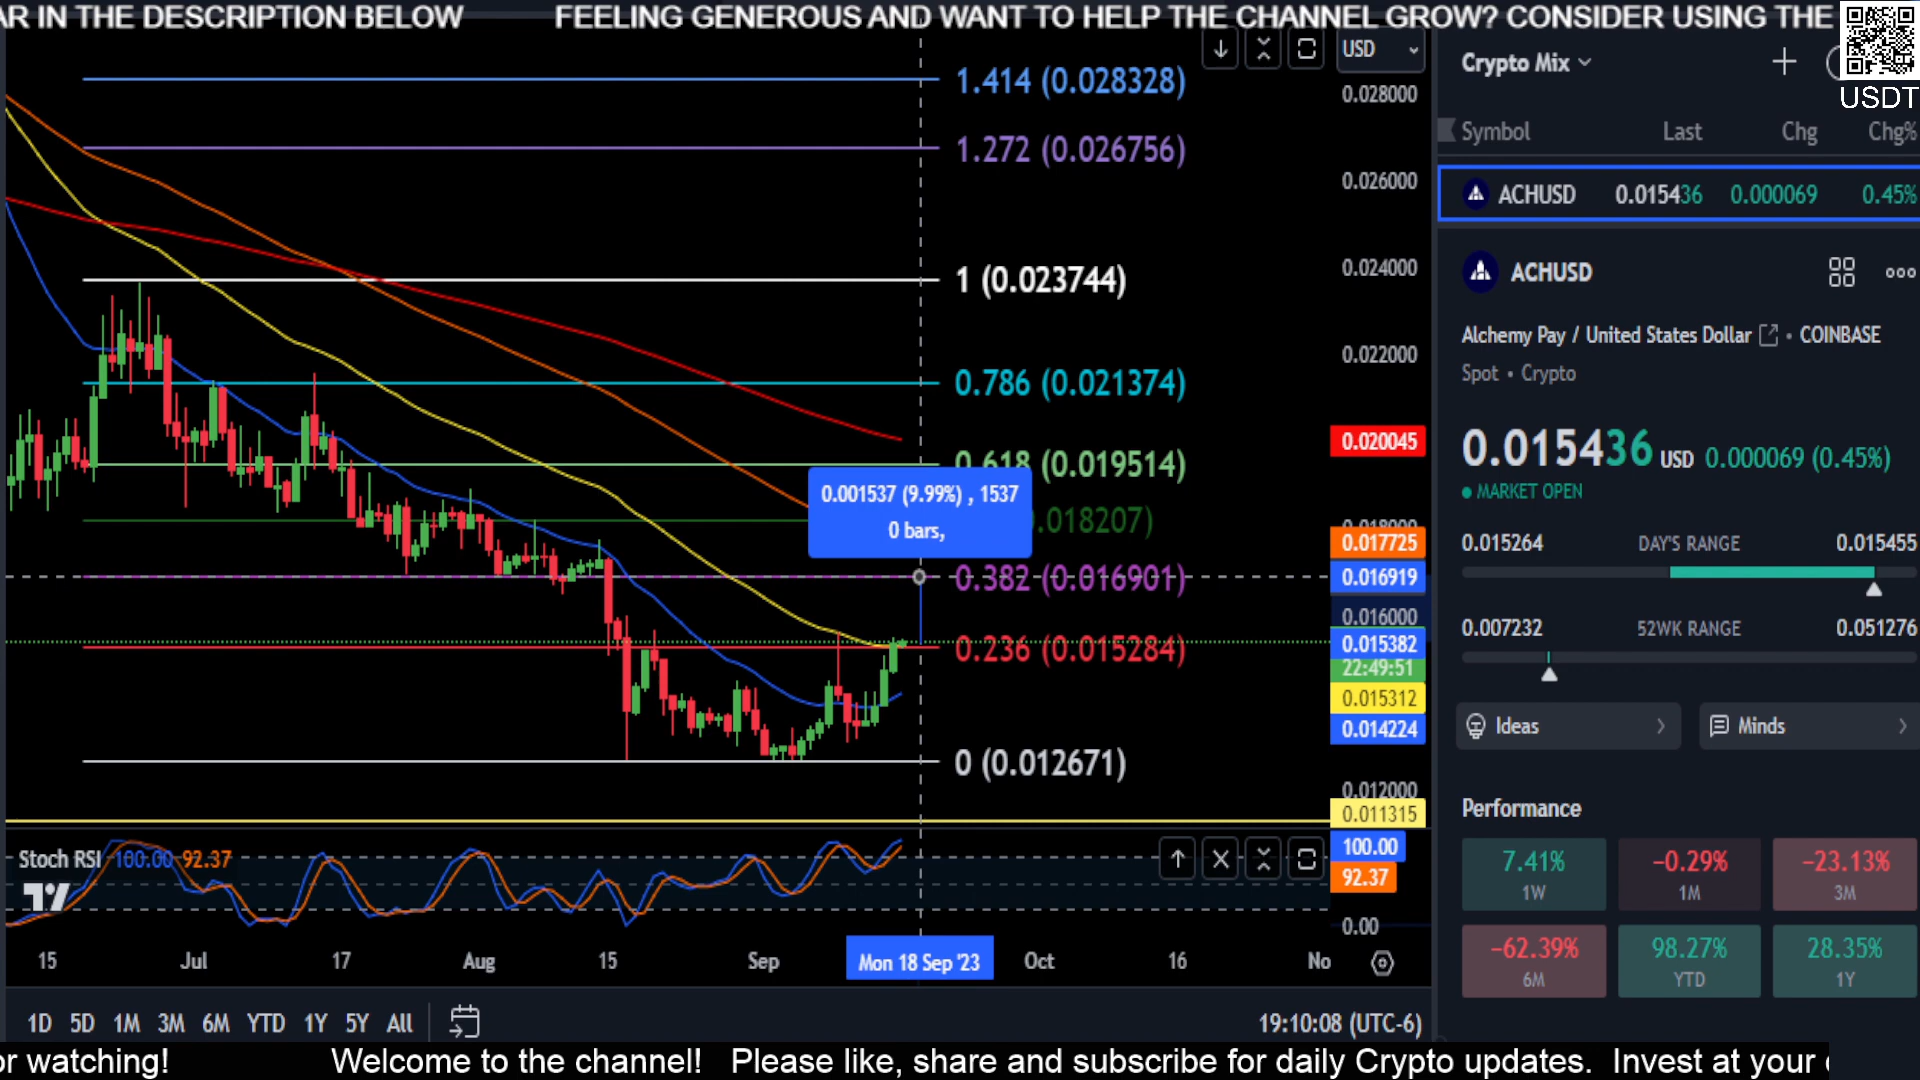 AR IN THE DESCRIPTION BELOW FEELING GENEROUS AND WANT TO HELP THE CHANNEL GROW? CONSIDER USING THE
USDT
USD
1.414 (0.028328)
1.272 (0.026756)
1 (0.023744)
0.786 (0.021374)
0.618 (0.019514)
.018207)
0.382 (0.016901)
0.236 (0.015284)
0 (0.012671)
0.001537 (9.99%) , 1537
0 bars,
0.028000
0.026000
0.024000
0.022000
0.020045
0.018000
0.017725
0.016919
0.016000
0.015382
22:49:51
0.015312
0.014224
0.012000
0.011315
Stoch RSI 100.00 92.37
100.00
92.37
0.00
15 Jul 17 Aug 15 Sep Mon 18 Sep '23 Oct 16 No
1D 5D 1M 3M 6M YTD 1Y 5Y All
19:10:08 (UTC-6)
Crypto Mix
Symbol Last Chg Chg%
ACHUSD 0.015436 0.000069 0.45%
ACHUSD
Alchemy Pay / United States Dollar • COINBASE
Spot • Crypto
0.015436 USD 0.000069 (0.45%)
MARKET OPEN
0.015264 DAY'S RANGE 0.015455
0.007232 52WK RANGE 0.051276
Ideas Minds
Performance
7.41% −0.29% −23.13%
1W 1M 3M
−62.39% 98.27% 28.35%
6M YTD 1Y
or watching! Welcome to the channel! Please like, share and subscribe for daily Crypto updates. Invest at your